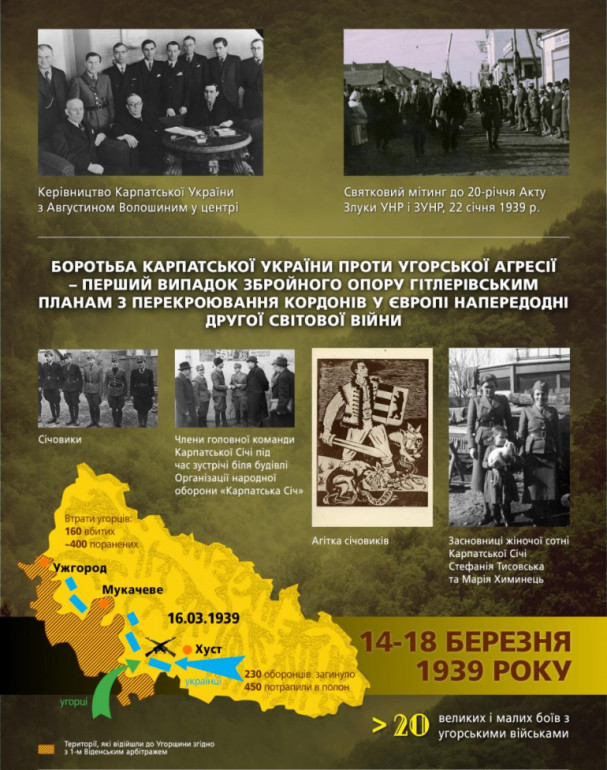 Керівництво Карпатської України
з Августином Волошиним у центрі
Святковий мітинг до 20-річчя Акту
Злуки УНР і ЗУНР, 22 січня 1939 р.
БОРОТЬБА КАРПАТСЬКОЇ УКРАЇНИ ПРОТИ УГОРСЬКОЇ АГРЕСІЇ
– ПЕРШИЙ ВИПАДОК ЗБРОЙНОГО ОПОРУ ГІТЛЕРІВСЬКИМ
ПЛАНАМ З ПЕРЕКРОЮВАННЯ КОРДОНІВ У ЄВРОПІ НАПЕРЕДОДНІ
ДРУГОЇ СВІТОВОЇ ВІЙНИ
Січовики
Члени головної команди
Карпатської Січі під
час зустрічі біля будівлі
Організації народної
оборони «Карпатська Січ»
Агітка січовиків
Засновниці жіночої сотні
Карпатської Січі
Стефанія Тисовська
та Марія Химинець
Втрати угорців:
160 вбитих
~400 поранених
Ужгород
Мукачеве
16.03.1939
Хуст
українці
230 оборонців загинуло
450 потрапили в полон
угорці
14-18 БЕРЕЗНЯ
1939 РОКУ
> 20 великих і малих боїв з
угорськими військами
Території, які відійшли до Угорщини згідно
з 1-м Віденським арбітражем